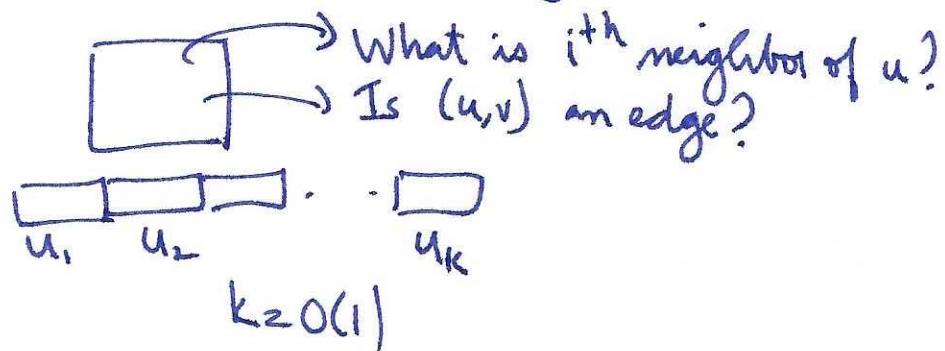 What is iᵗʰ neighbor of u?
Is (u,v) an edge?
. . .
u₁ u₂ uₖ
k=O(1)